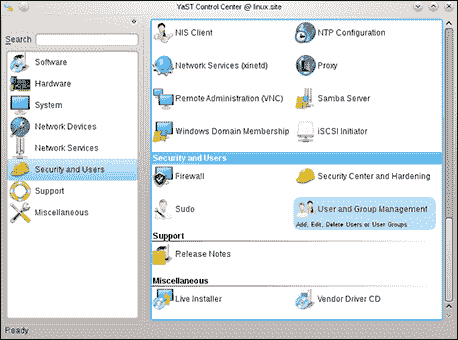 YaST Control Center @ linux.site
Search
Software
Hardware
System
Network Devices
Network Services
Security and Users
Support
Miscellaneous
NIS Client
NTP Configuration
Network Services (xinetd)
Proxy
Remote Administration (VNC)
Samba Server
Windows Domain Membership
iSCSI Initiator
Security and Users
Firewall
Security Center and Hardening
Sudo
User and Group Management
Add, Edit, Delete Users or User Groups
Support
Release Notes
Miscellaneous
Live Installer
Vendor Driver CD
Ready